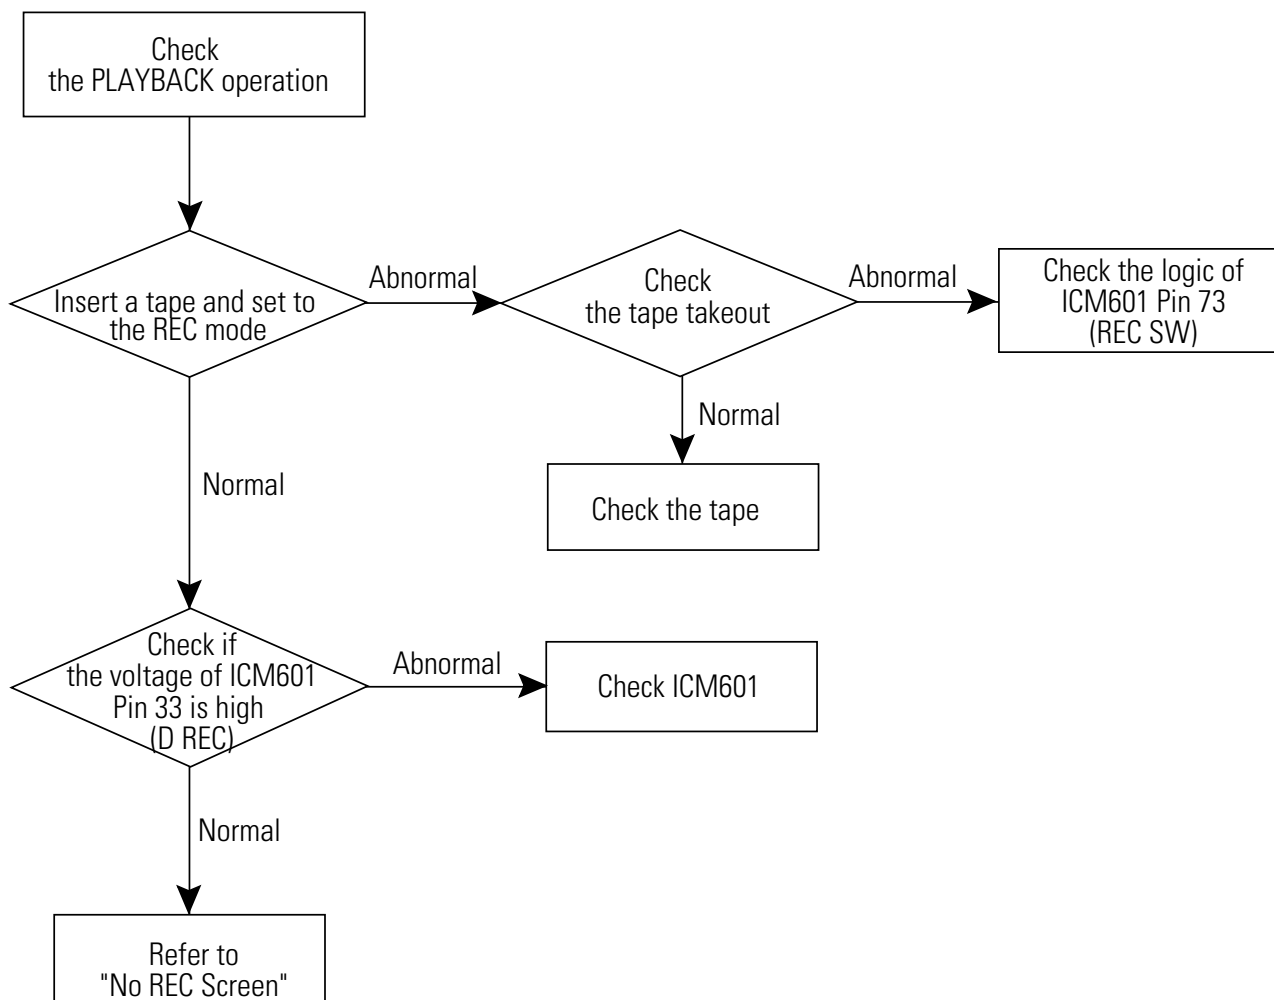 Check
the PLAYBACK operation
Insert a tape and set to
the REC mode
Abnormal
Check
the tape takeout
Abnormal
Check the logic of
ICM601 Pin 73
(REC SW)
Normal
Check the tape
Normal
Check if
the voltage of ICM601
Pin 33 is high
(D REC)
Abnormal
Check ICM601
Normal
Refer to
"No REC Screen"